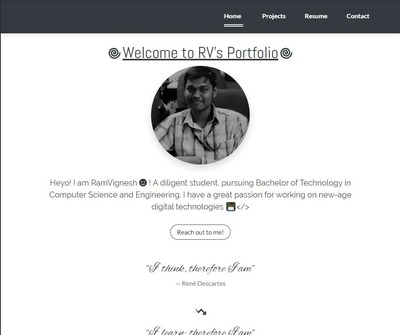 Home Projects Resume Contact
Welcome to RV's Portfolio
Heyo! I am RamVignesh ! A diligent student, pursuing Bachelor of Technology in
Computer Science and Engineering. I have a great passion for working on new-age
digital technologies </>
Reach out to me!
"I think, therefore I am"
— René Descartes
"I learn; therefore I am"